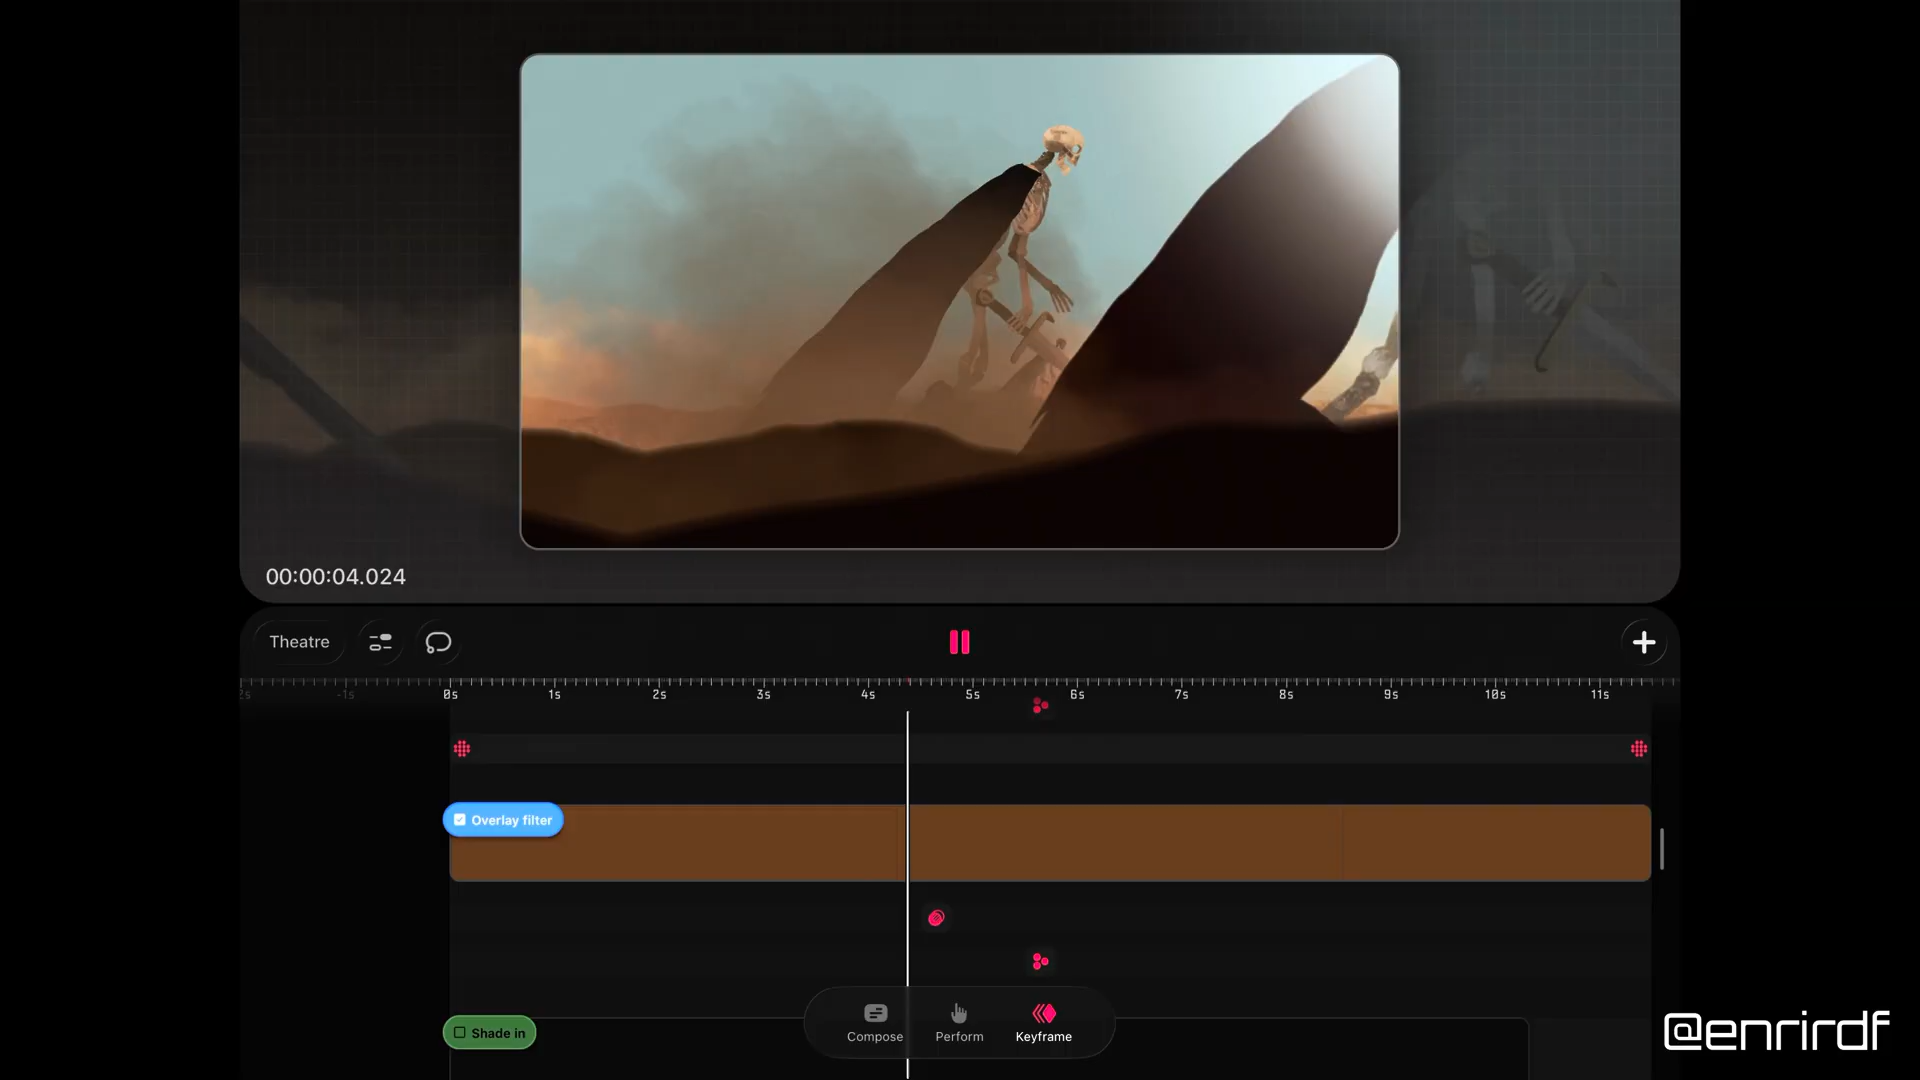 00:00:04.024
Theatre
2s -1s 0s 1s 2s 3s 4s 5s 6s 7s 8s 9s 10s 11s
Overlay filter
Shade in
Compose Perform Keyframe
@enrirdf